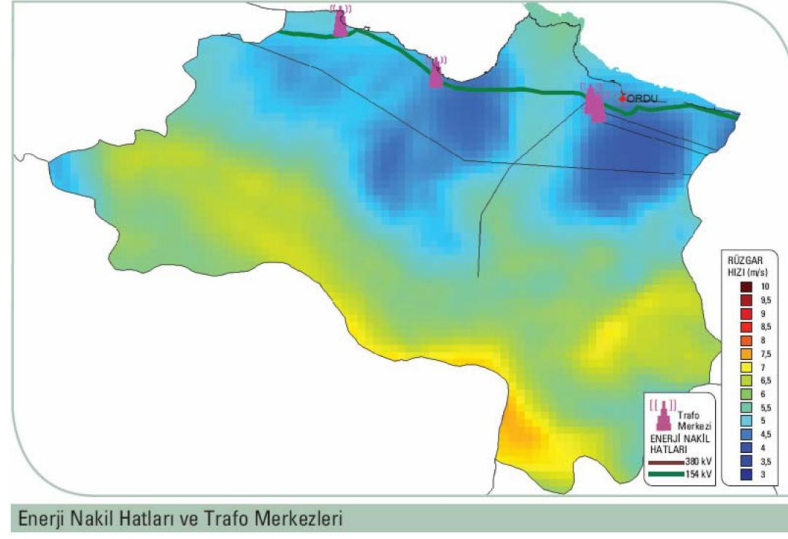 ORDU
RÜZGAR
HIZI (m/s)
10
9,5
9
8,5
8
7,5
7
6,5
6
5,5
5
4,5
4
3,5
3
Trafo
Merkezi
ENERJİ NAKİL
HATLARI
380 kV
154 kV
Enerji Nakil Hatları ve Trafo Merkezleri